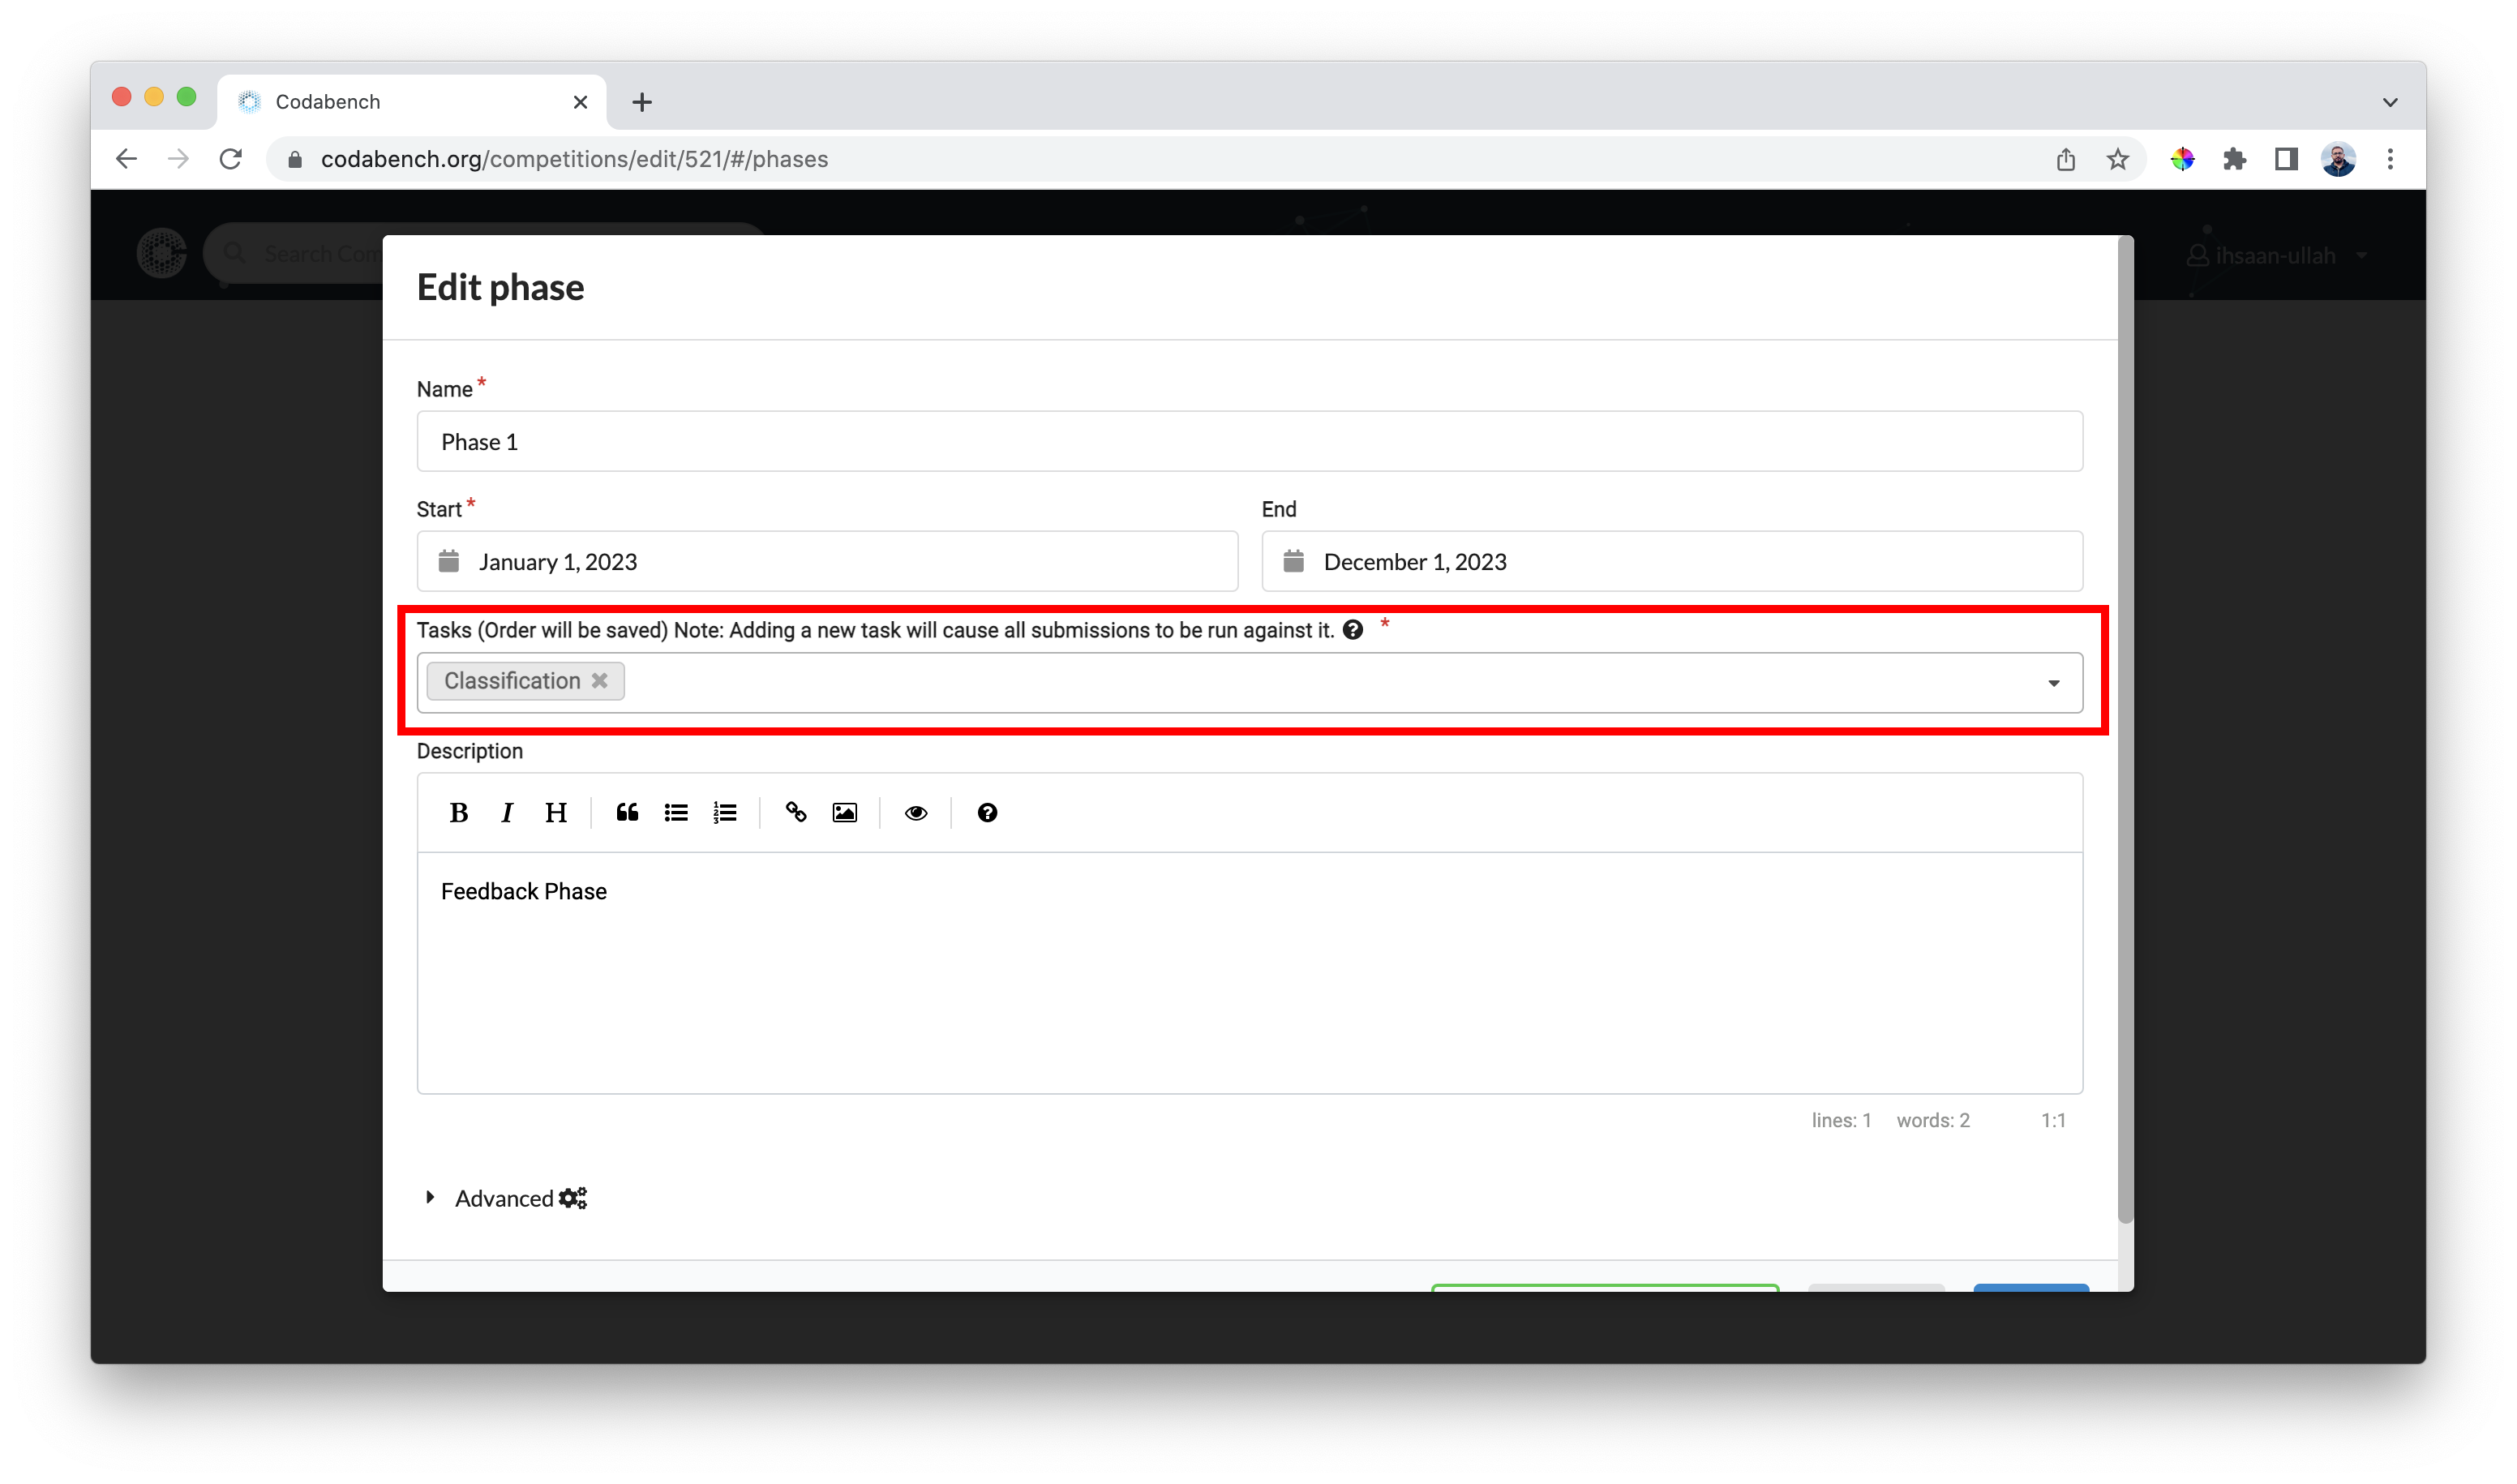 Codabench
codabench.org/competitions/edit/521/#/phases
Search Com
ihsaan-ullah
Edit phase
Name *
Phase 1
Start *
End
January 1, 2023
December 1, 2023
Tasks (Order will be saved) Note: Adding a new task will cause all submissions to be run against it. *
Classification
Description
B I H
Feedback Phase
lines: 1 words: 2 1:1
Advanced